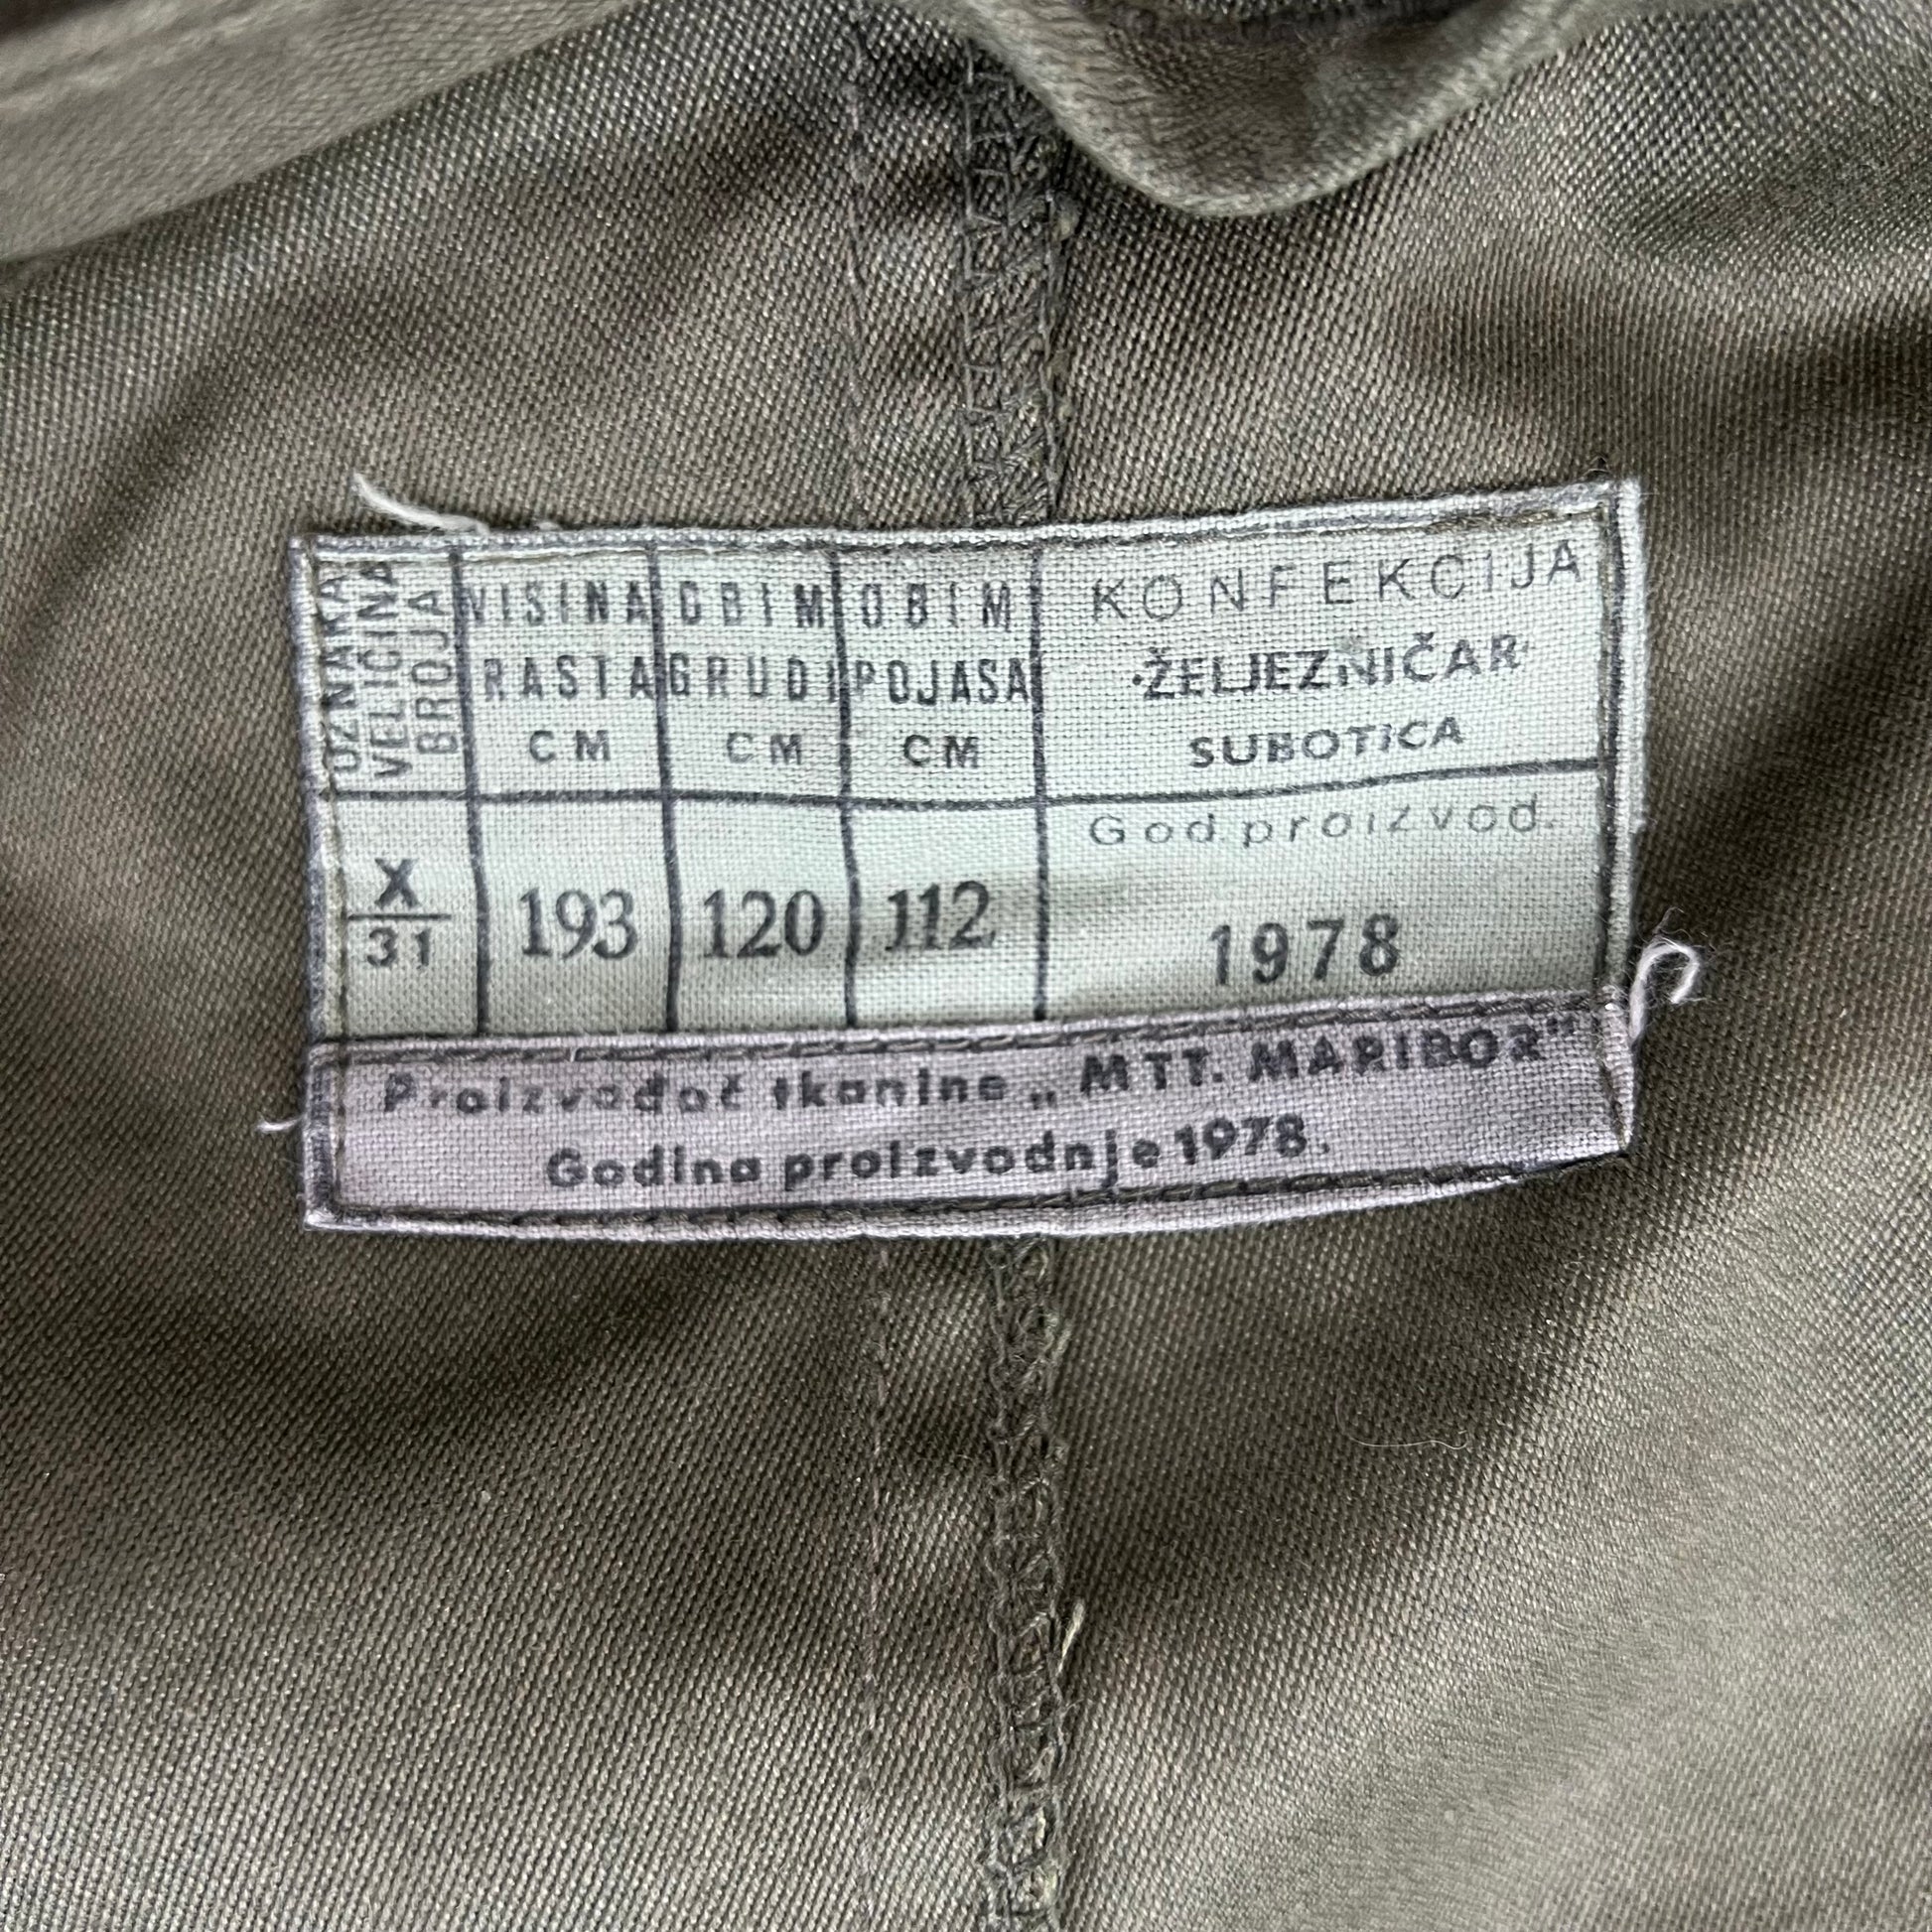 OZNAKA
VELIČINA
BROJA
VISINA
RASTA
CM
OBIM
GRUDI
CM
OBIM
POJASA
CM
KONFEKCIJA
·ŽELJEZNIČAR·
SUBOTICA
X
31
193
120
112
God. proizvod.
1978
Proizvođač tkanine „MTT. MARIBOR"
Godina proizvodnje 1978.